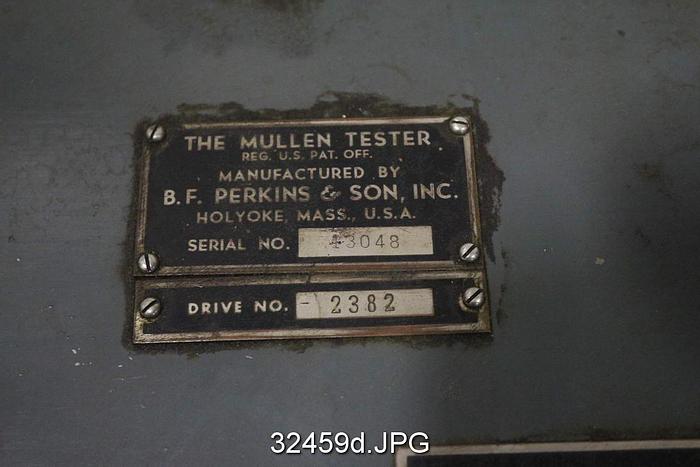 THE MULLEN TESTER
REG. U.S. PAT. OFF.
MANUFACTURED BY
B.F. PERKINS & SON, INC.
HOLYOKE, MASS., U.S.A.
SERIAL NO. 43048
DRIVE NO. - 2382
32459d.JPG